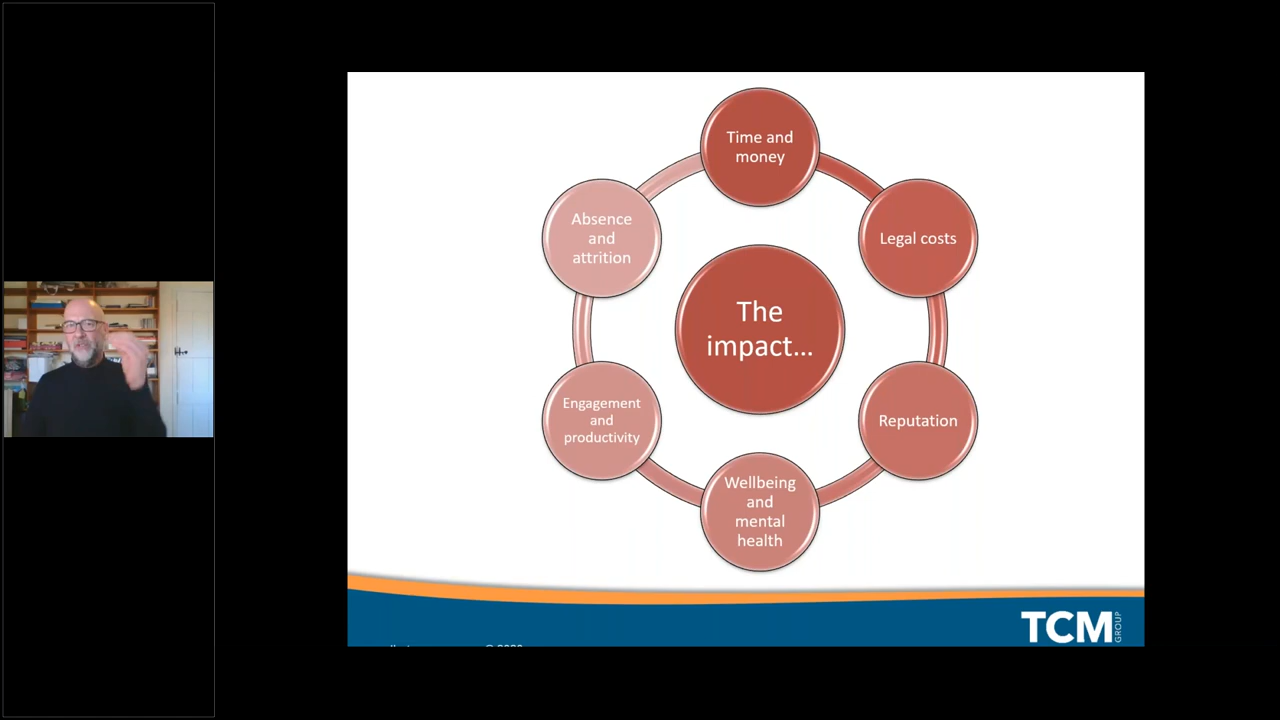 Time and
money
Absence
and
attrition
Legal costs
The
impact...
Engagement
and
productivity
Reputation
Wellbeing
and
mental
health
TCM
GROUP